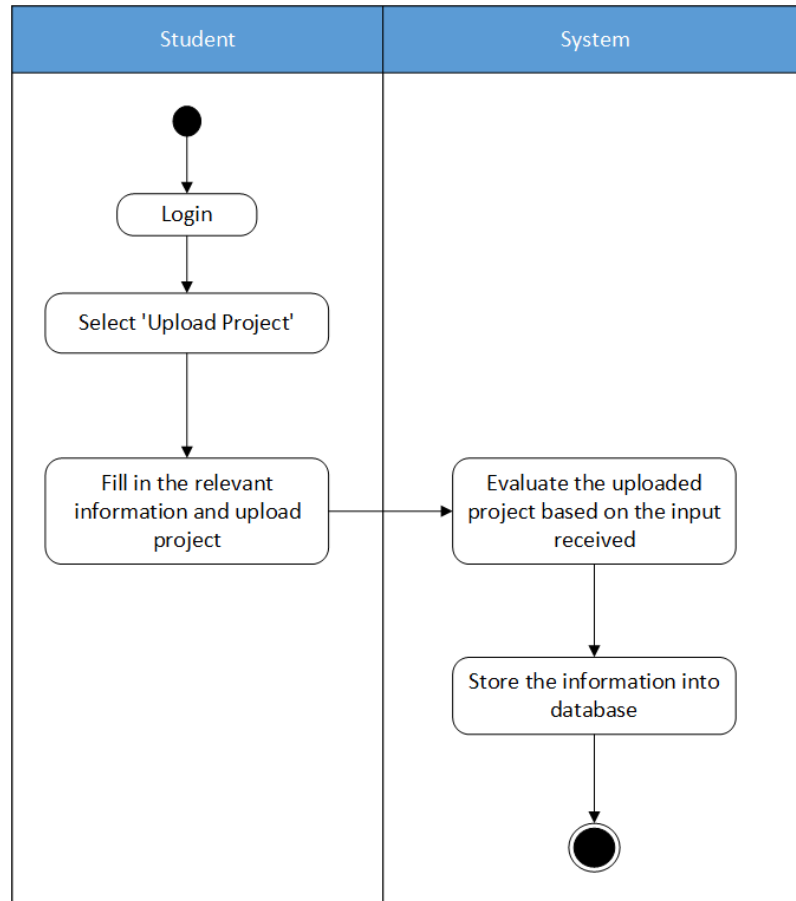 Student
System
Login
Select 'Upload Project'
Fill in the relevant
information and upload
project
Evaluate the uploaded
project based on the input
received
Store the information into
database